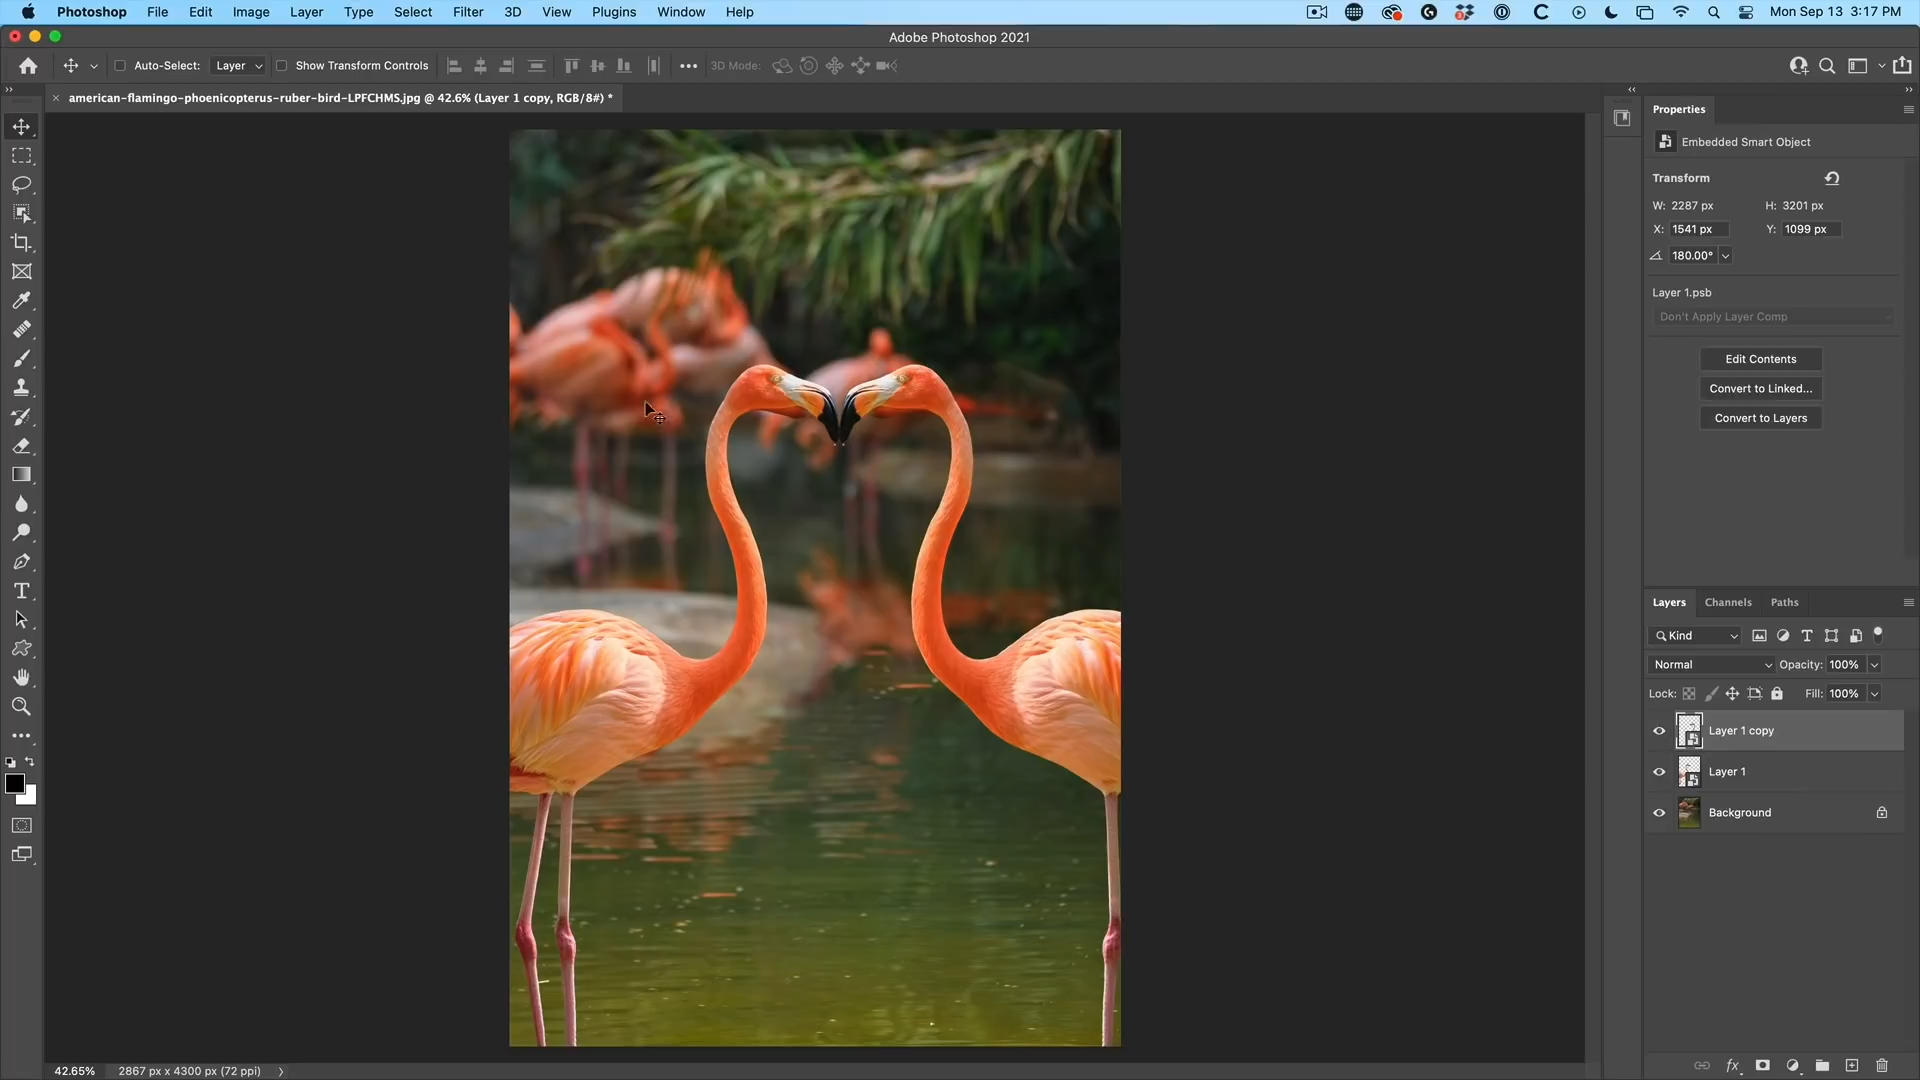 Photoshop File Edit Image Layer Type Select Filter 3D View Plugins Window Help Mon Sep 13 3:17 PM
Adobe Photoshop 2021
Auto-Select: Layer Show Transform Controls 3D Mode:
american-flamingo-phoenicopterus-ruber-bird-LPFCHMS.jpg @ 42.6% (Layer 1 copy, RGB/8#) *
Properties
Embedded Smart Object
Transform
W: 2287 px H: 3201 px
X: 1541 px Y: 1099 px
180.00°
Layer 1.psb
Don't Apply Layer Comp
Edit Contents
Convert to Linked...
Convert to Layers
Layers Channels Paths
Kind
Normal Opacity: 100%
Lock: Fill: 100%
Layer 1 copy
Layer 1
Background
fx
42.65% 2867 px x 4300 px (72 ppi)